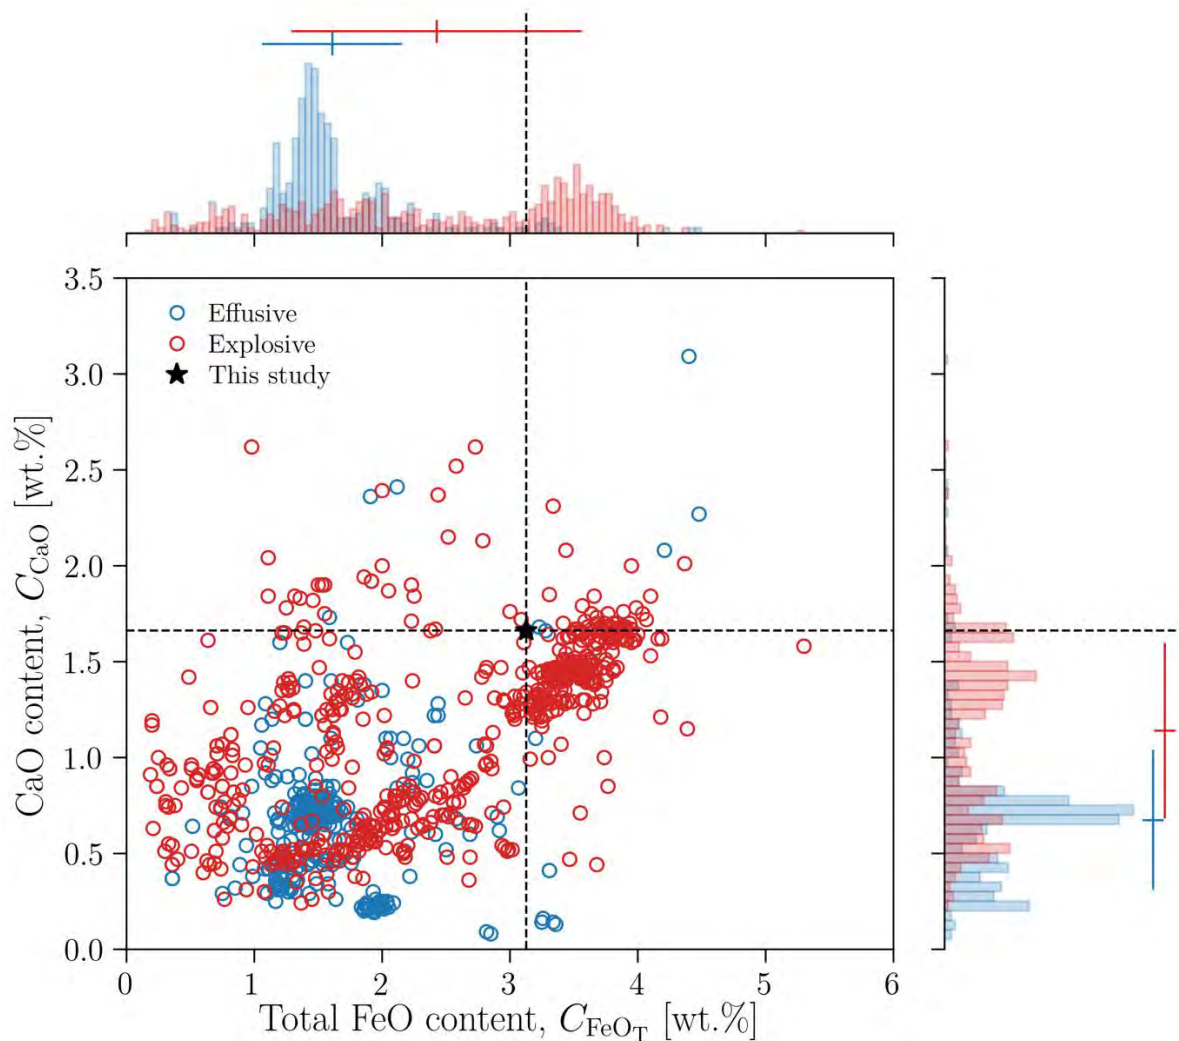 3.5
3.0
2.5
2.0
1.5
1.0
0.5
0.0
CaO content, C_CaO [wt.%]
Effusive
Explosive
This study
0 1 2 3 4 5 6
Total FeO content, C_FeO_T [wt.%]